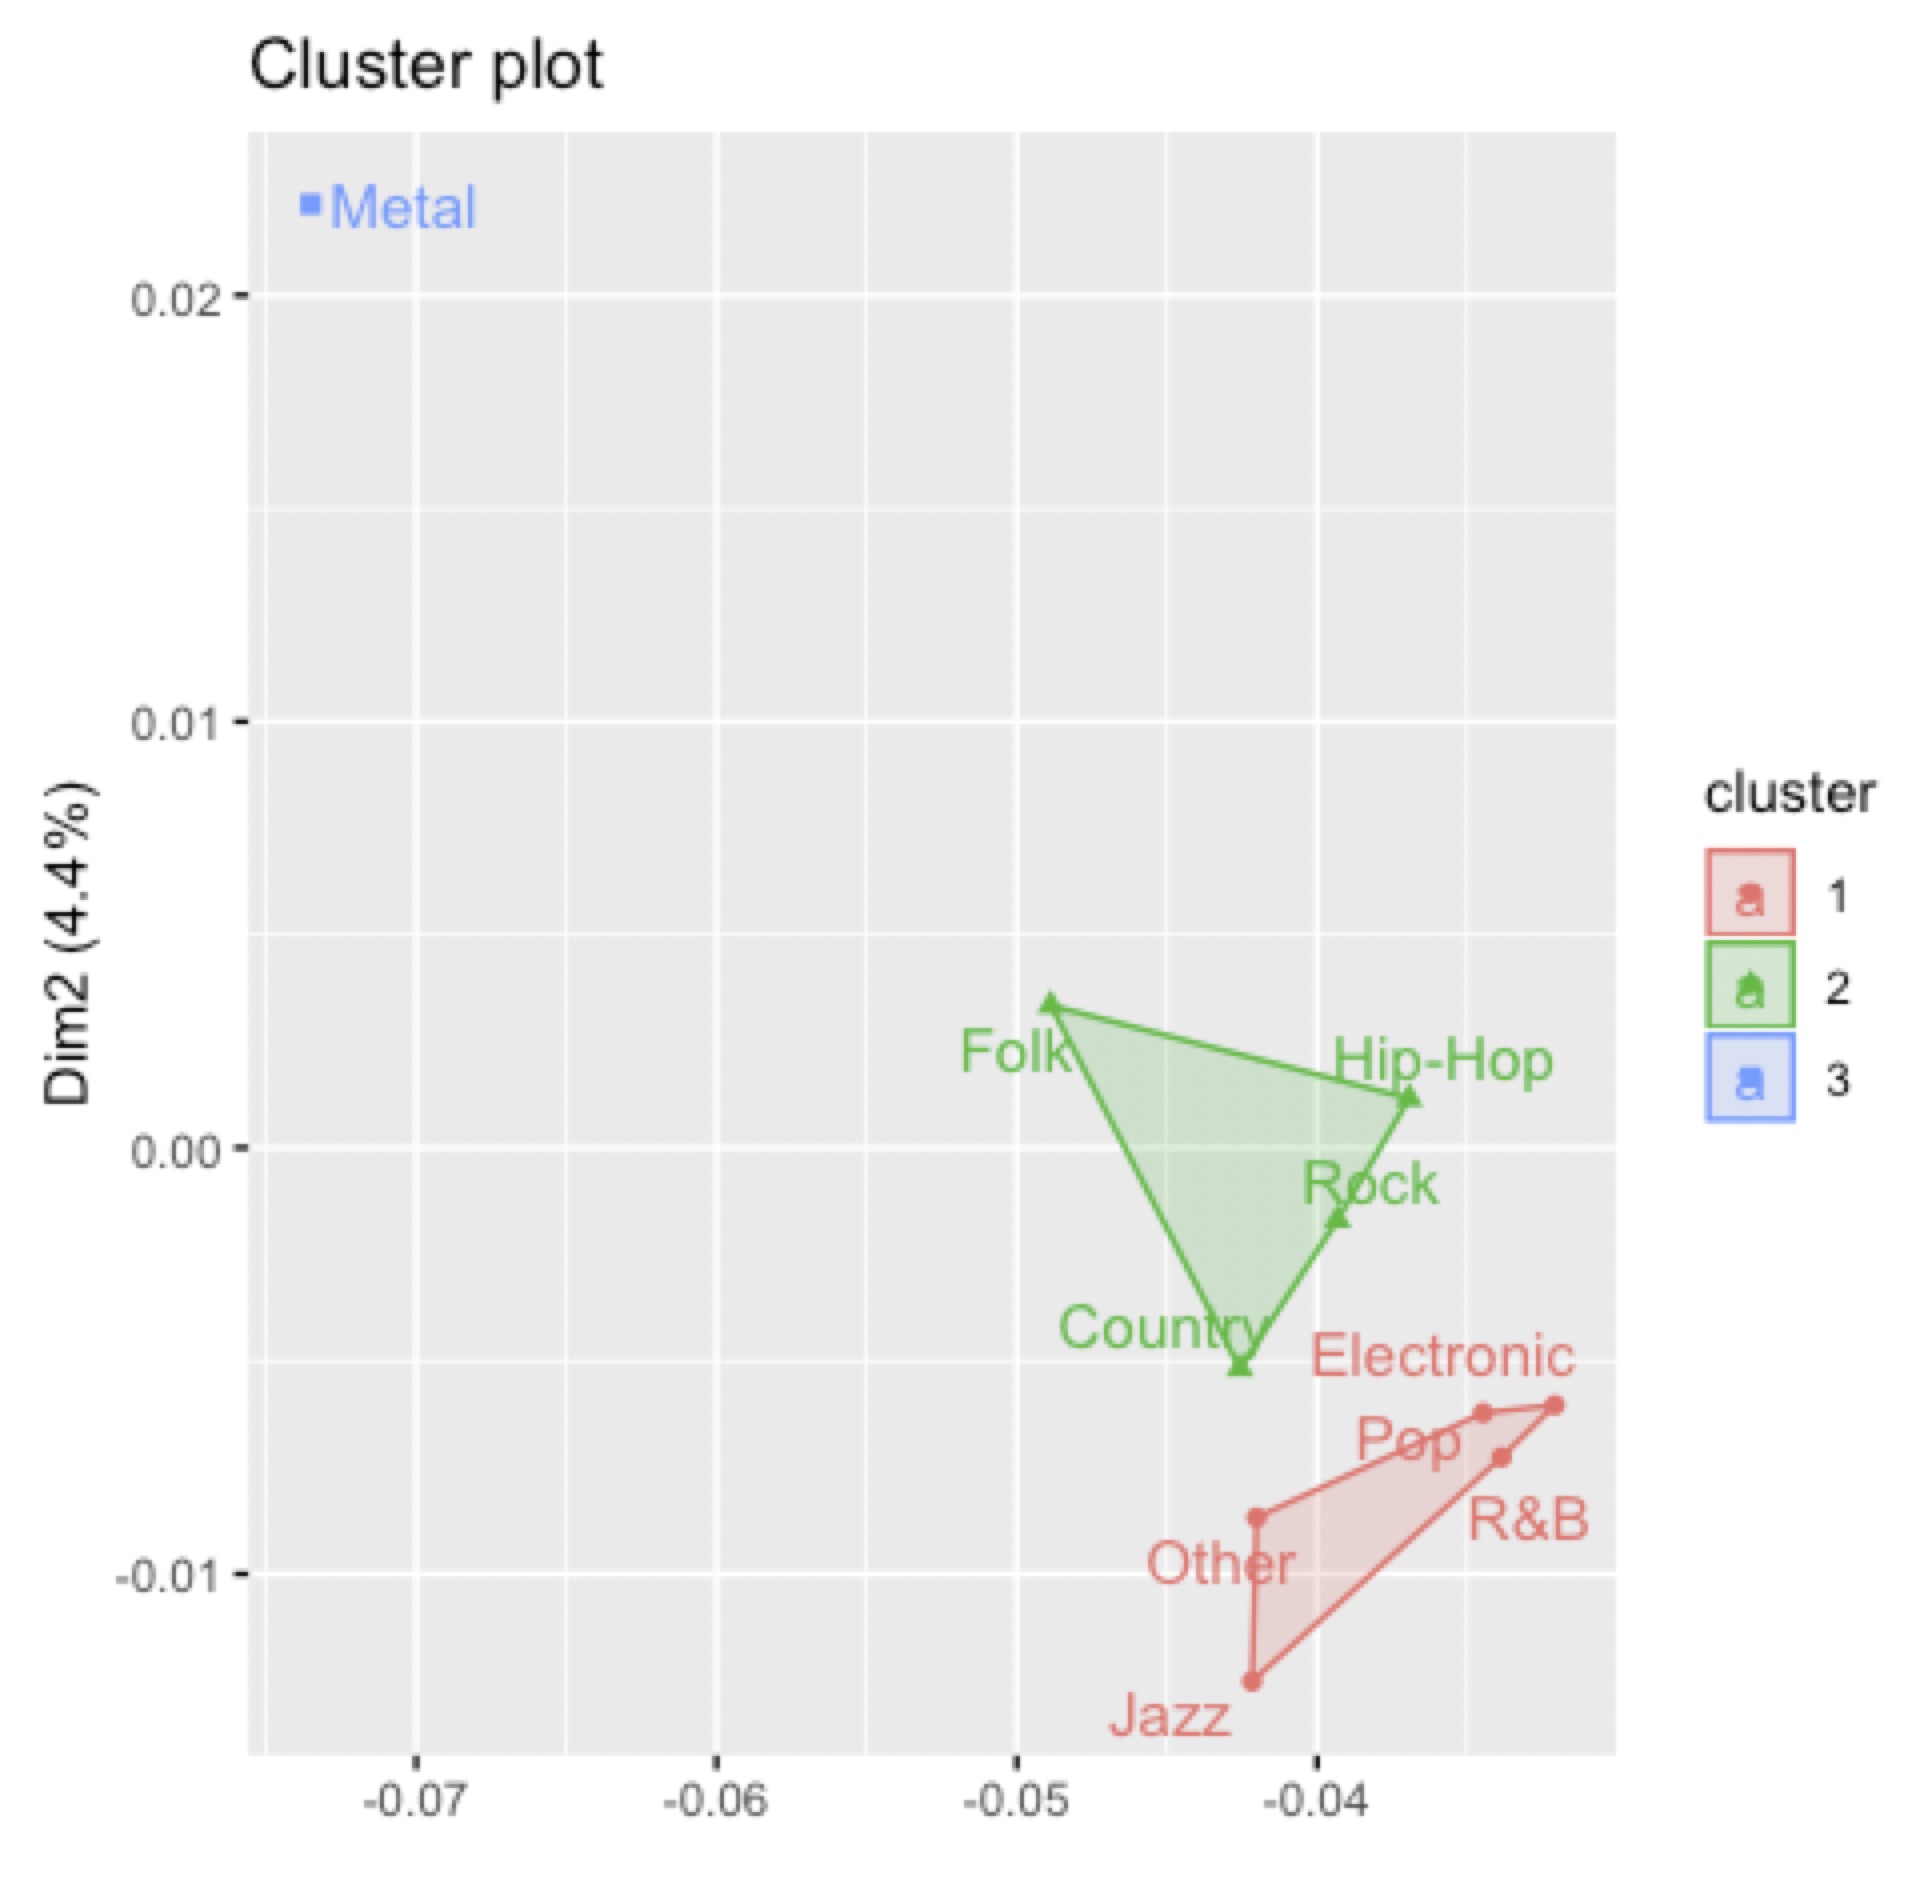 Cluster plot
Metal
0.02
0.01
Dim2 (4.4%)
cluster
a 1
a 2
a 3
Folk
Hip-Hop
0.00
Rock
Country
Electronic
Pop
R&B
Other
-0.01
Jazz
-0.07 -0.06 -0.05 -0.04